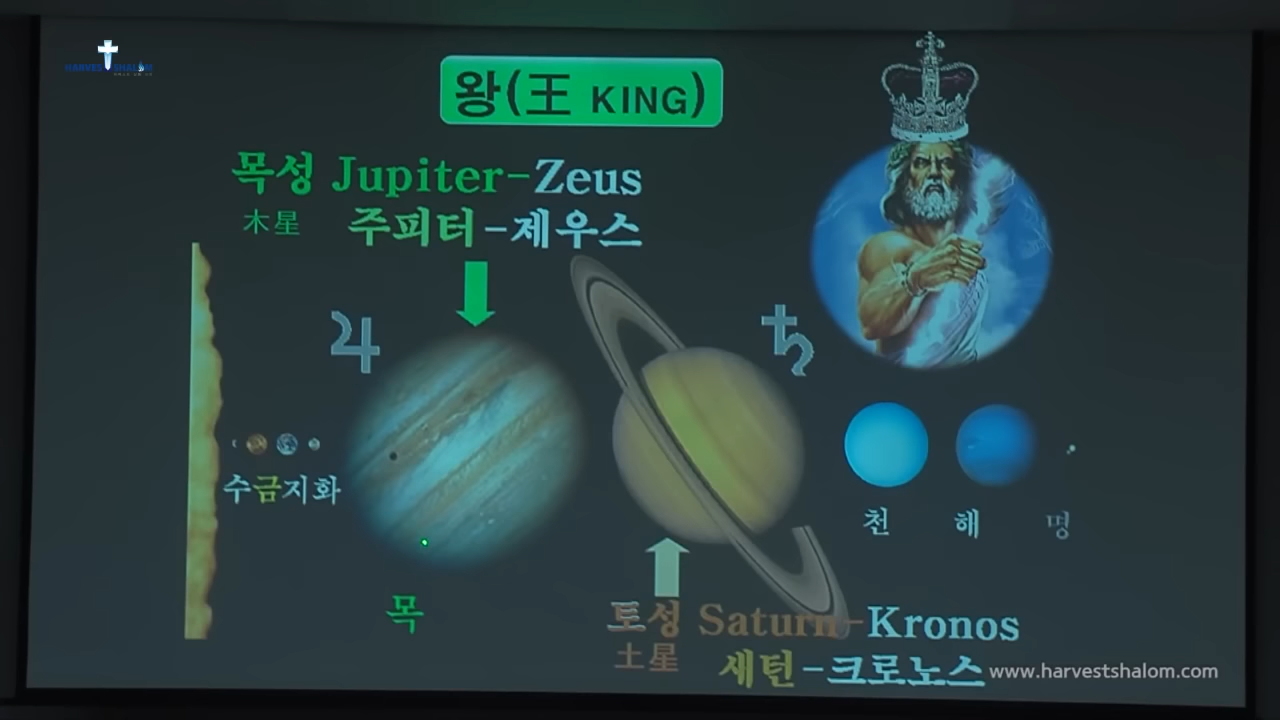 HARVEST SHALOM
왕(王 KING)
목성 Jupiter-Zeus
木星 주피터-제우스
♃
♄
수금지화
천 해 명
목
토성 Saturn-Kronos
土星 세턴-크로노스
www.harvestshalom.com